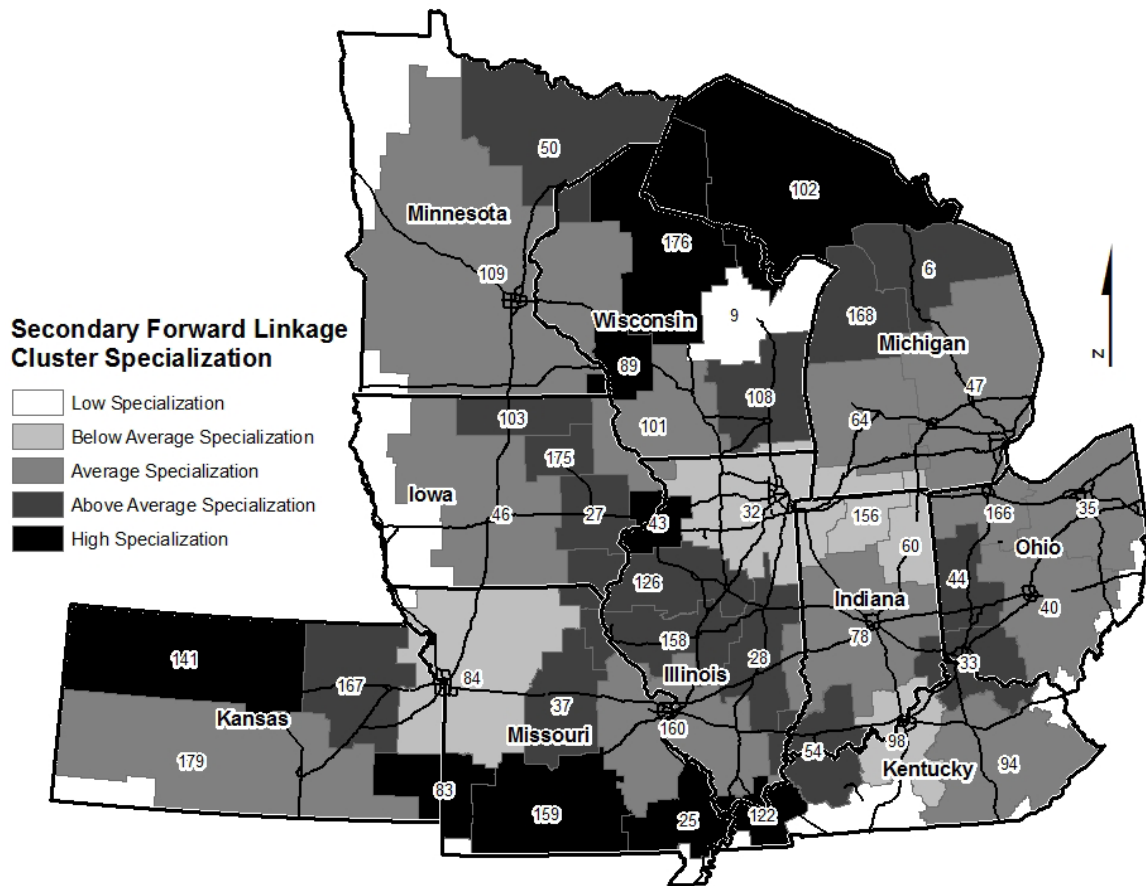 50
102
Minnesota
176
6
109
9
168
Wisconsin
Michigan
Secondary Forward Linkage
Cluster Specialization
Low Specialization
Below Average Specialization
Average Specialization
Above Average Specialization
High Specialization
N
89
47
108
103
101
64
175
Iowa
46
27
43
32
156
166
35
60
Ohio
126
44
Indiana
40
141
158
78
28
33
167
84
Illinois
Kansas
37
Missouri
160
54
98
94
179
Kentucky
83
159
25
122